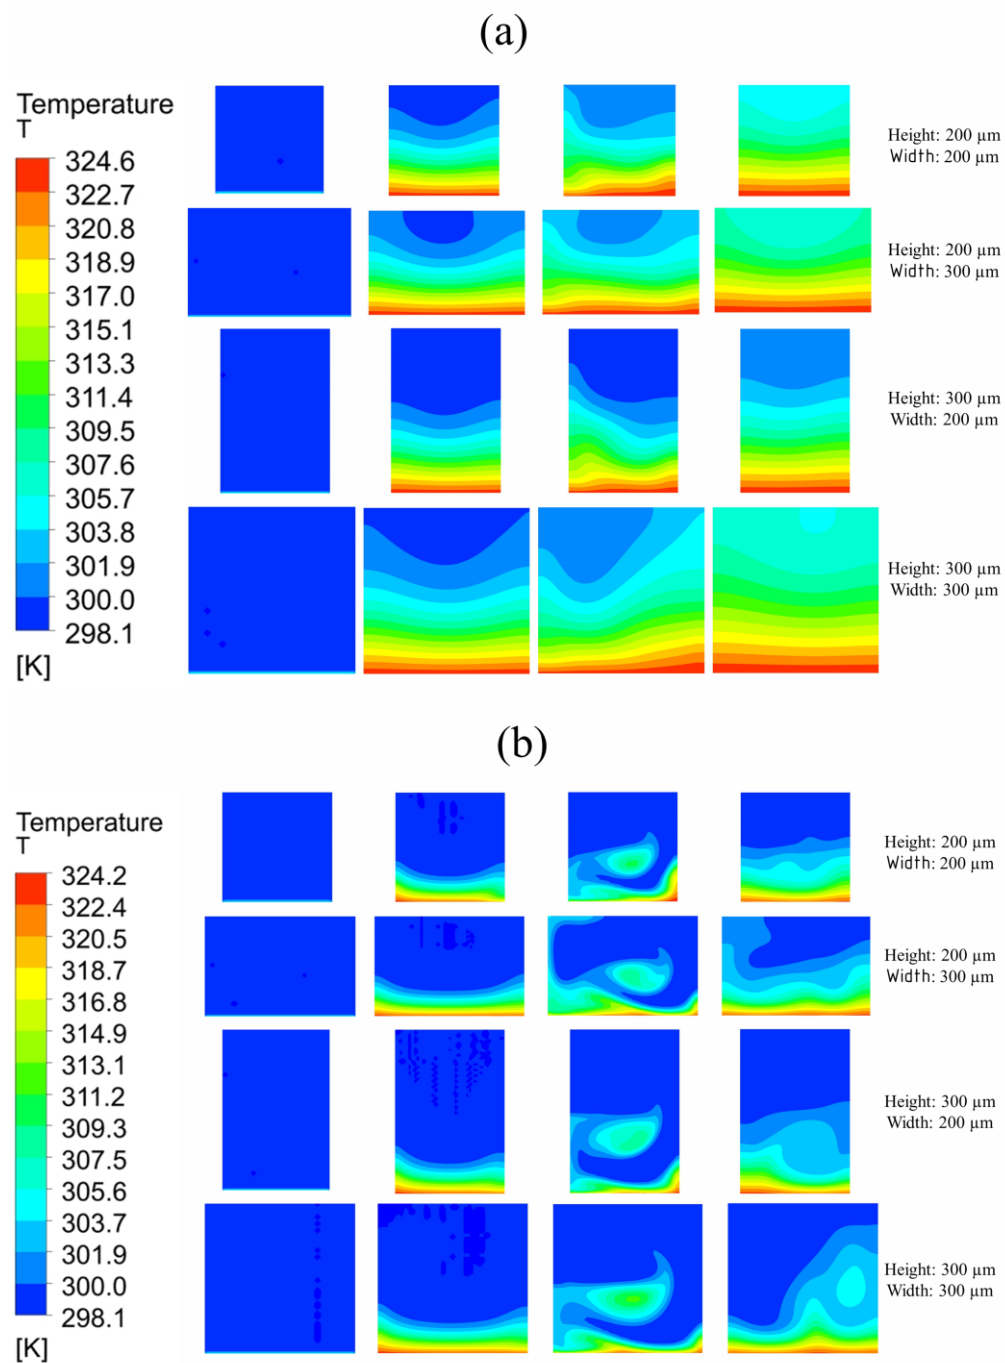 (a)
Temperature
T
324.6
322.7
320.8
318.9
317.0
315.1
313.3
311.4
309.5
307.6
305.7
303.8
301.9
300.0
298.1
[K]
Height: 200 µm
Width: 200 µm
Height: 200 µm
Width: 300 µm
Height: 300 µm
Width: 200 µm
Height: 300 µm
Width: 300 µm
(b)
Temperature
T
324.2
322.4
320.5
318.7
316.8
314.9
313.1
311.2
309.3
307.5
305.6
303.7
301.9
300.0
298.1
[K]
Height: 200 µm
Width: 200 µm
Height: 200 µm
Width: 300 µm
Height: 300 µm
Width: 200 µm
Height: 300 µm
Width: 300 µm